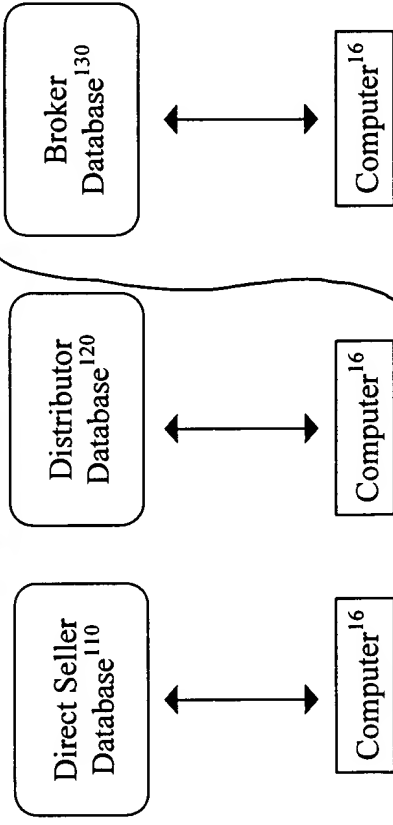 Direct Seller
Database¹¹⁰
Distributor
Database¹²⁰
Broker
Database¹³⁰
Computer¹⁶
Computer¹⁶
Computer¹⁶